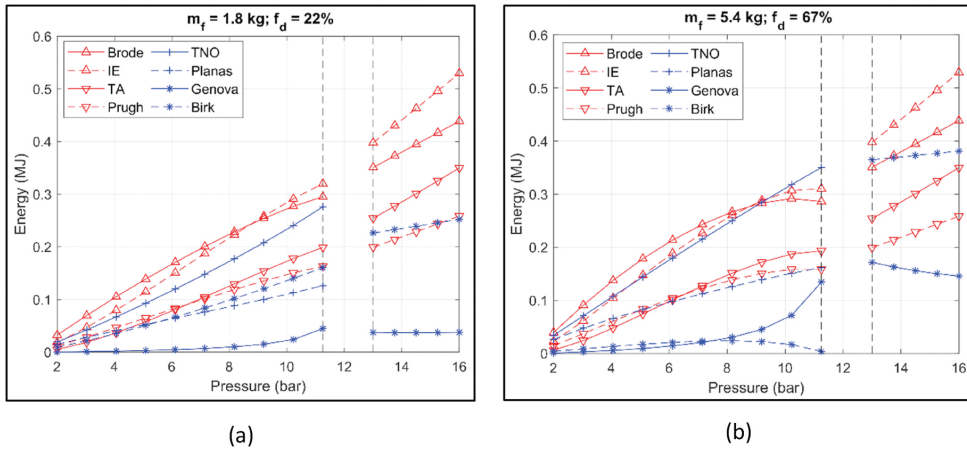 m_f = 1.8 kg; f_d = 22%
Energy (MJ)
0.6
0.5
0.4
0.3
0.2
0.1
0
Brode TNO
IE Planas
TA Genova
Prugh Birk
2 4 6 8 10 12 14 16
Pressure (bar)
(a)
m_f = 5.4 kg; f_d = 67%
Energy (MJ)
0.6
0.5
0.4
0.3
0.2
0.1
0
Brode TNO
IE Planas
TA Genova
Prugh Birk
2 4 6 8 10 12 14 16
Pressure (bar)
(b)